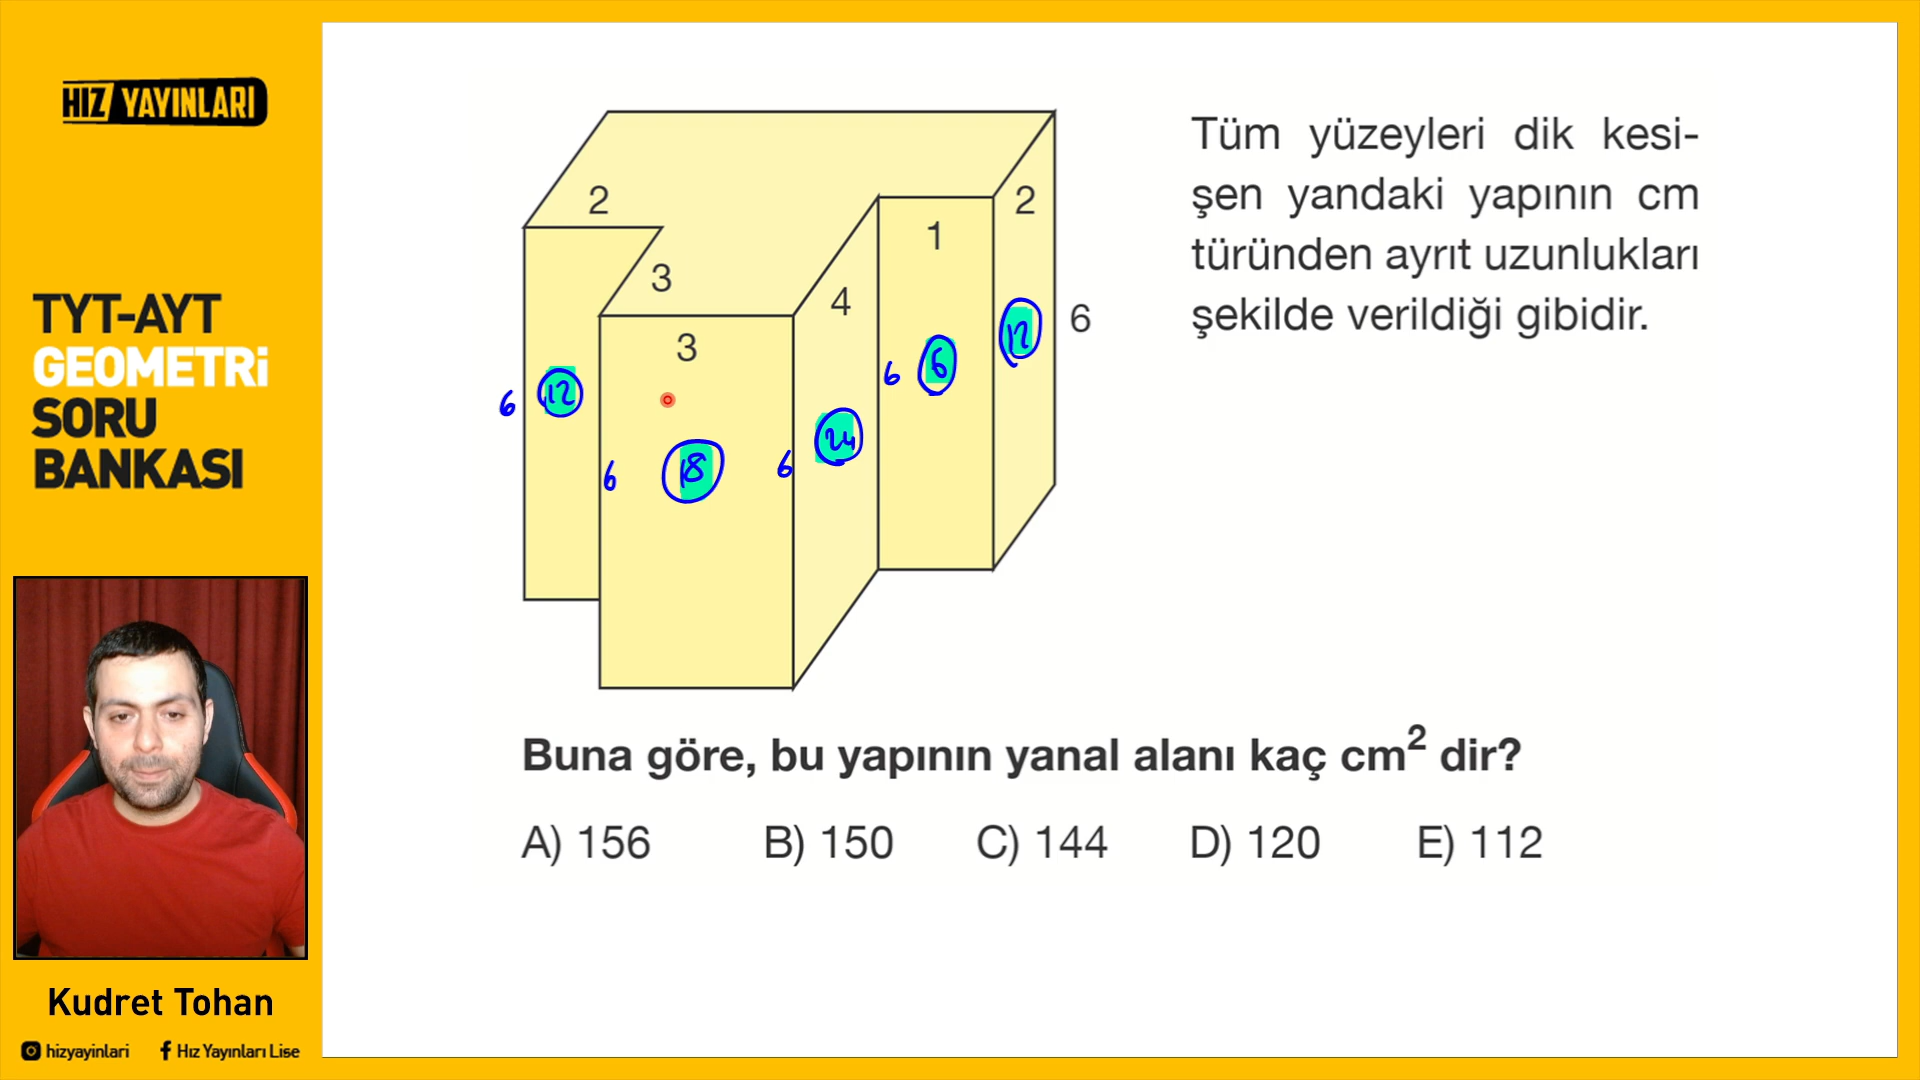 HIZ YAYINLARI
TYT-AYT
GEOMETRİ
SORU
BANKASI
Kudret Tohan
hizyayinlari
Hız Yayınları Lise
2
3
3
4
1
2
6
6
12
6
18
6
24
6
6
12
Tüm yüzeyleri dik kesi-
şen yandaki yapının cm
türünden ayrıt uzunlukları
şekilde verildiği gibidir.
Buna göre, bu yapının yanal alanı kaç cm² dir?
A) 156 B) 150 C) 144 D) 120 E) 112